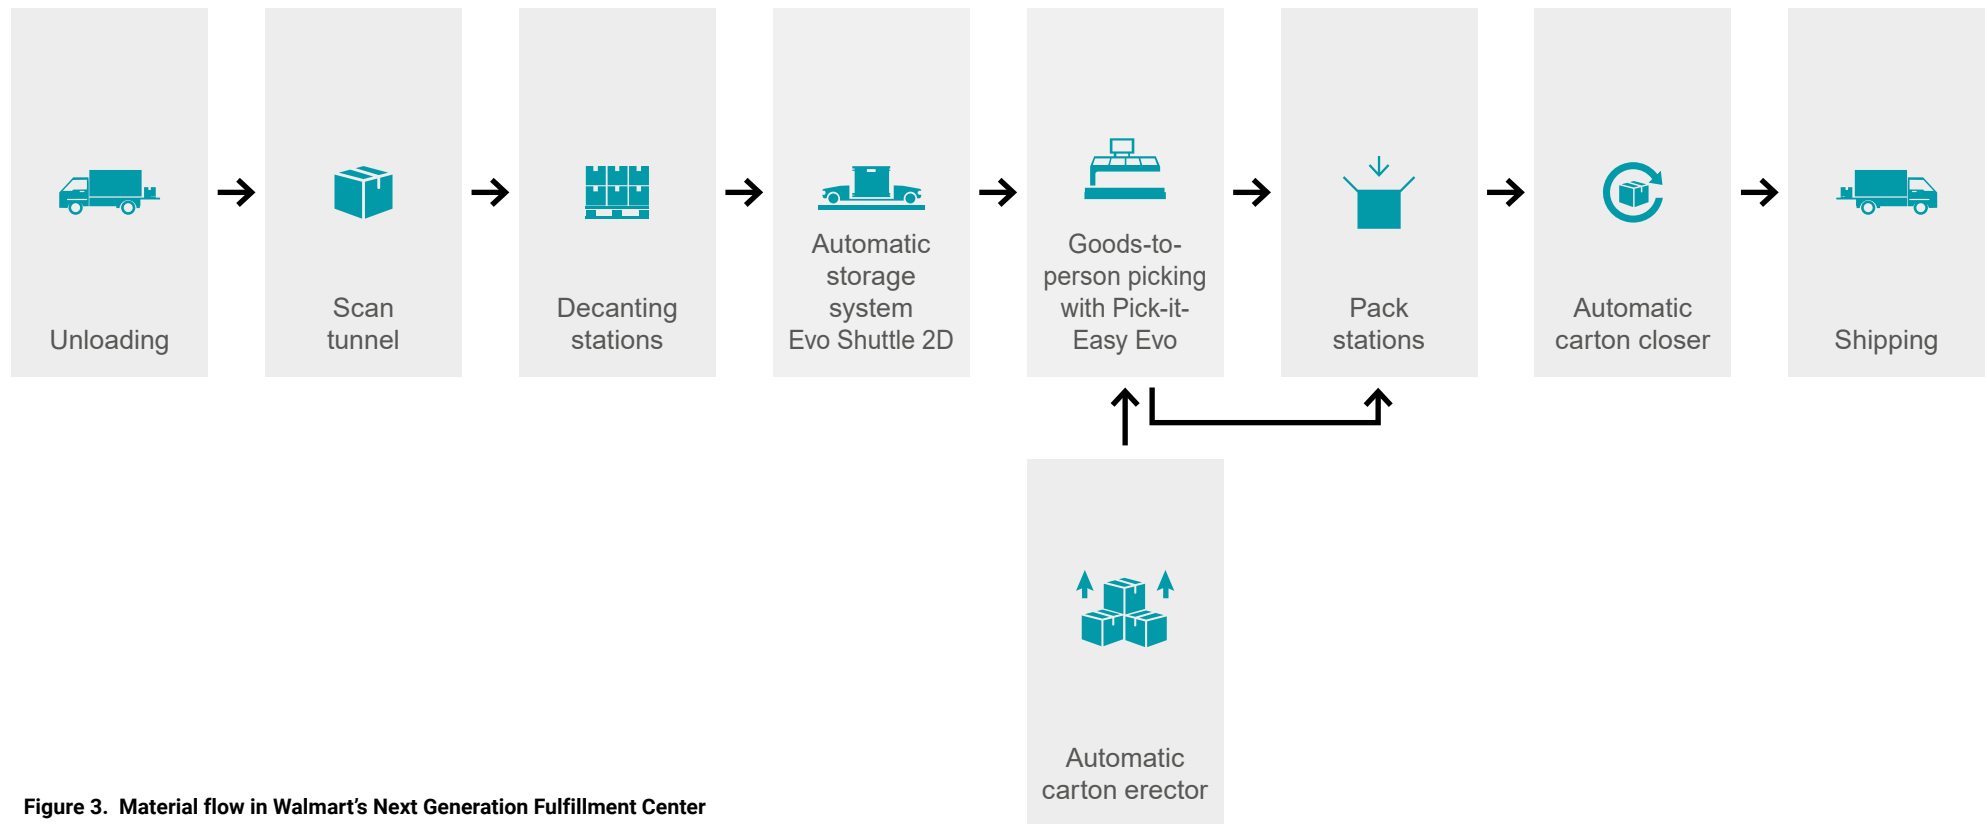 Unloading
Scan
tunnel
Decanting
stations
Automatic
storage
system
Evo Shuttle 2D
Goods-to-
person picking
with Pick-it-
Easy Evo
Pack
stations
Automatic
carton closer
Shipping
Automatic
carton erector
Figure 3. Material flow in Walmart’s Next Generation Fulfillment Center